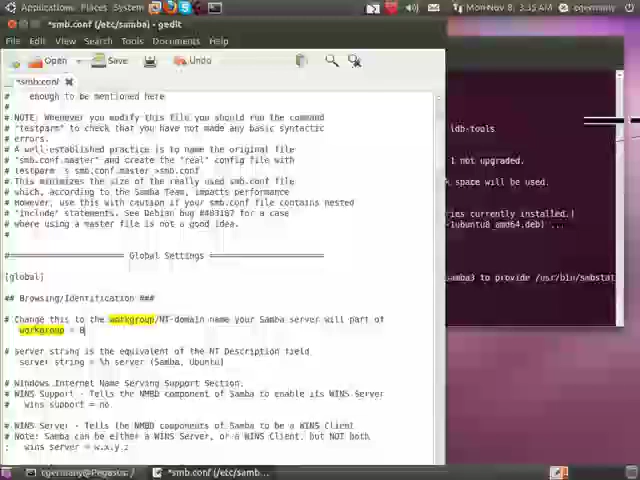 Applications Places System Mon Nov 8, 3:35 AM cgermany
*smb.conf (/etc/samba) - gedit
File Edit View Search Tools Documents Help
Open Save Undo
*smb.conf
# enough to be mentioned here
#
# NOTE: Whenever you modify this file you should run the command
# "testparm" to check that you have not made any basic syntactic
# errors.
# A well-established practice is to name the original file
# "smb.conf.master" and create the "real" config file with
# testparm -s smb.conf.master >smb.conf
# This minimizes the size of the really used smb.conf file
# which, according to the Samba Team, impacts performance
# However, use this with caution if your smb.conf file contains nested
# "include" statements. See Debian bug #483187 for a case
# where using a master file is not a good idea.
#
#======================= Global Settings =======================
[global]
## Browsing/Identification ###
# Change this to the workgroup/NT-domain name your Samba server will part of
workgroup = B
# server string is the equivalent of the NT Description field
server string = %h server (Samba, Ubuntu)
# Windows Internet Name Serving Support Section:
# WINS Support - Tells the NMBD component of Samba to enable its WINS Server
# wins support = no
# WINS Server - Tells the NMBD components of Samba to be a WINS Client
# Note: Samba can be either a WINS Server, or a WINS Client, but NOT both
; wins server = w.x.y.z
ldb-tools
1 not upgraded.
k space will be used.
ries currently installed.)
-1ubuntu8_amd64.deb) ...
samba3 to provide /usr/bin/smbstat
cgermany@Pegasus: *smb.conf (/etc/samb...